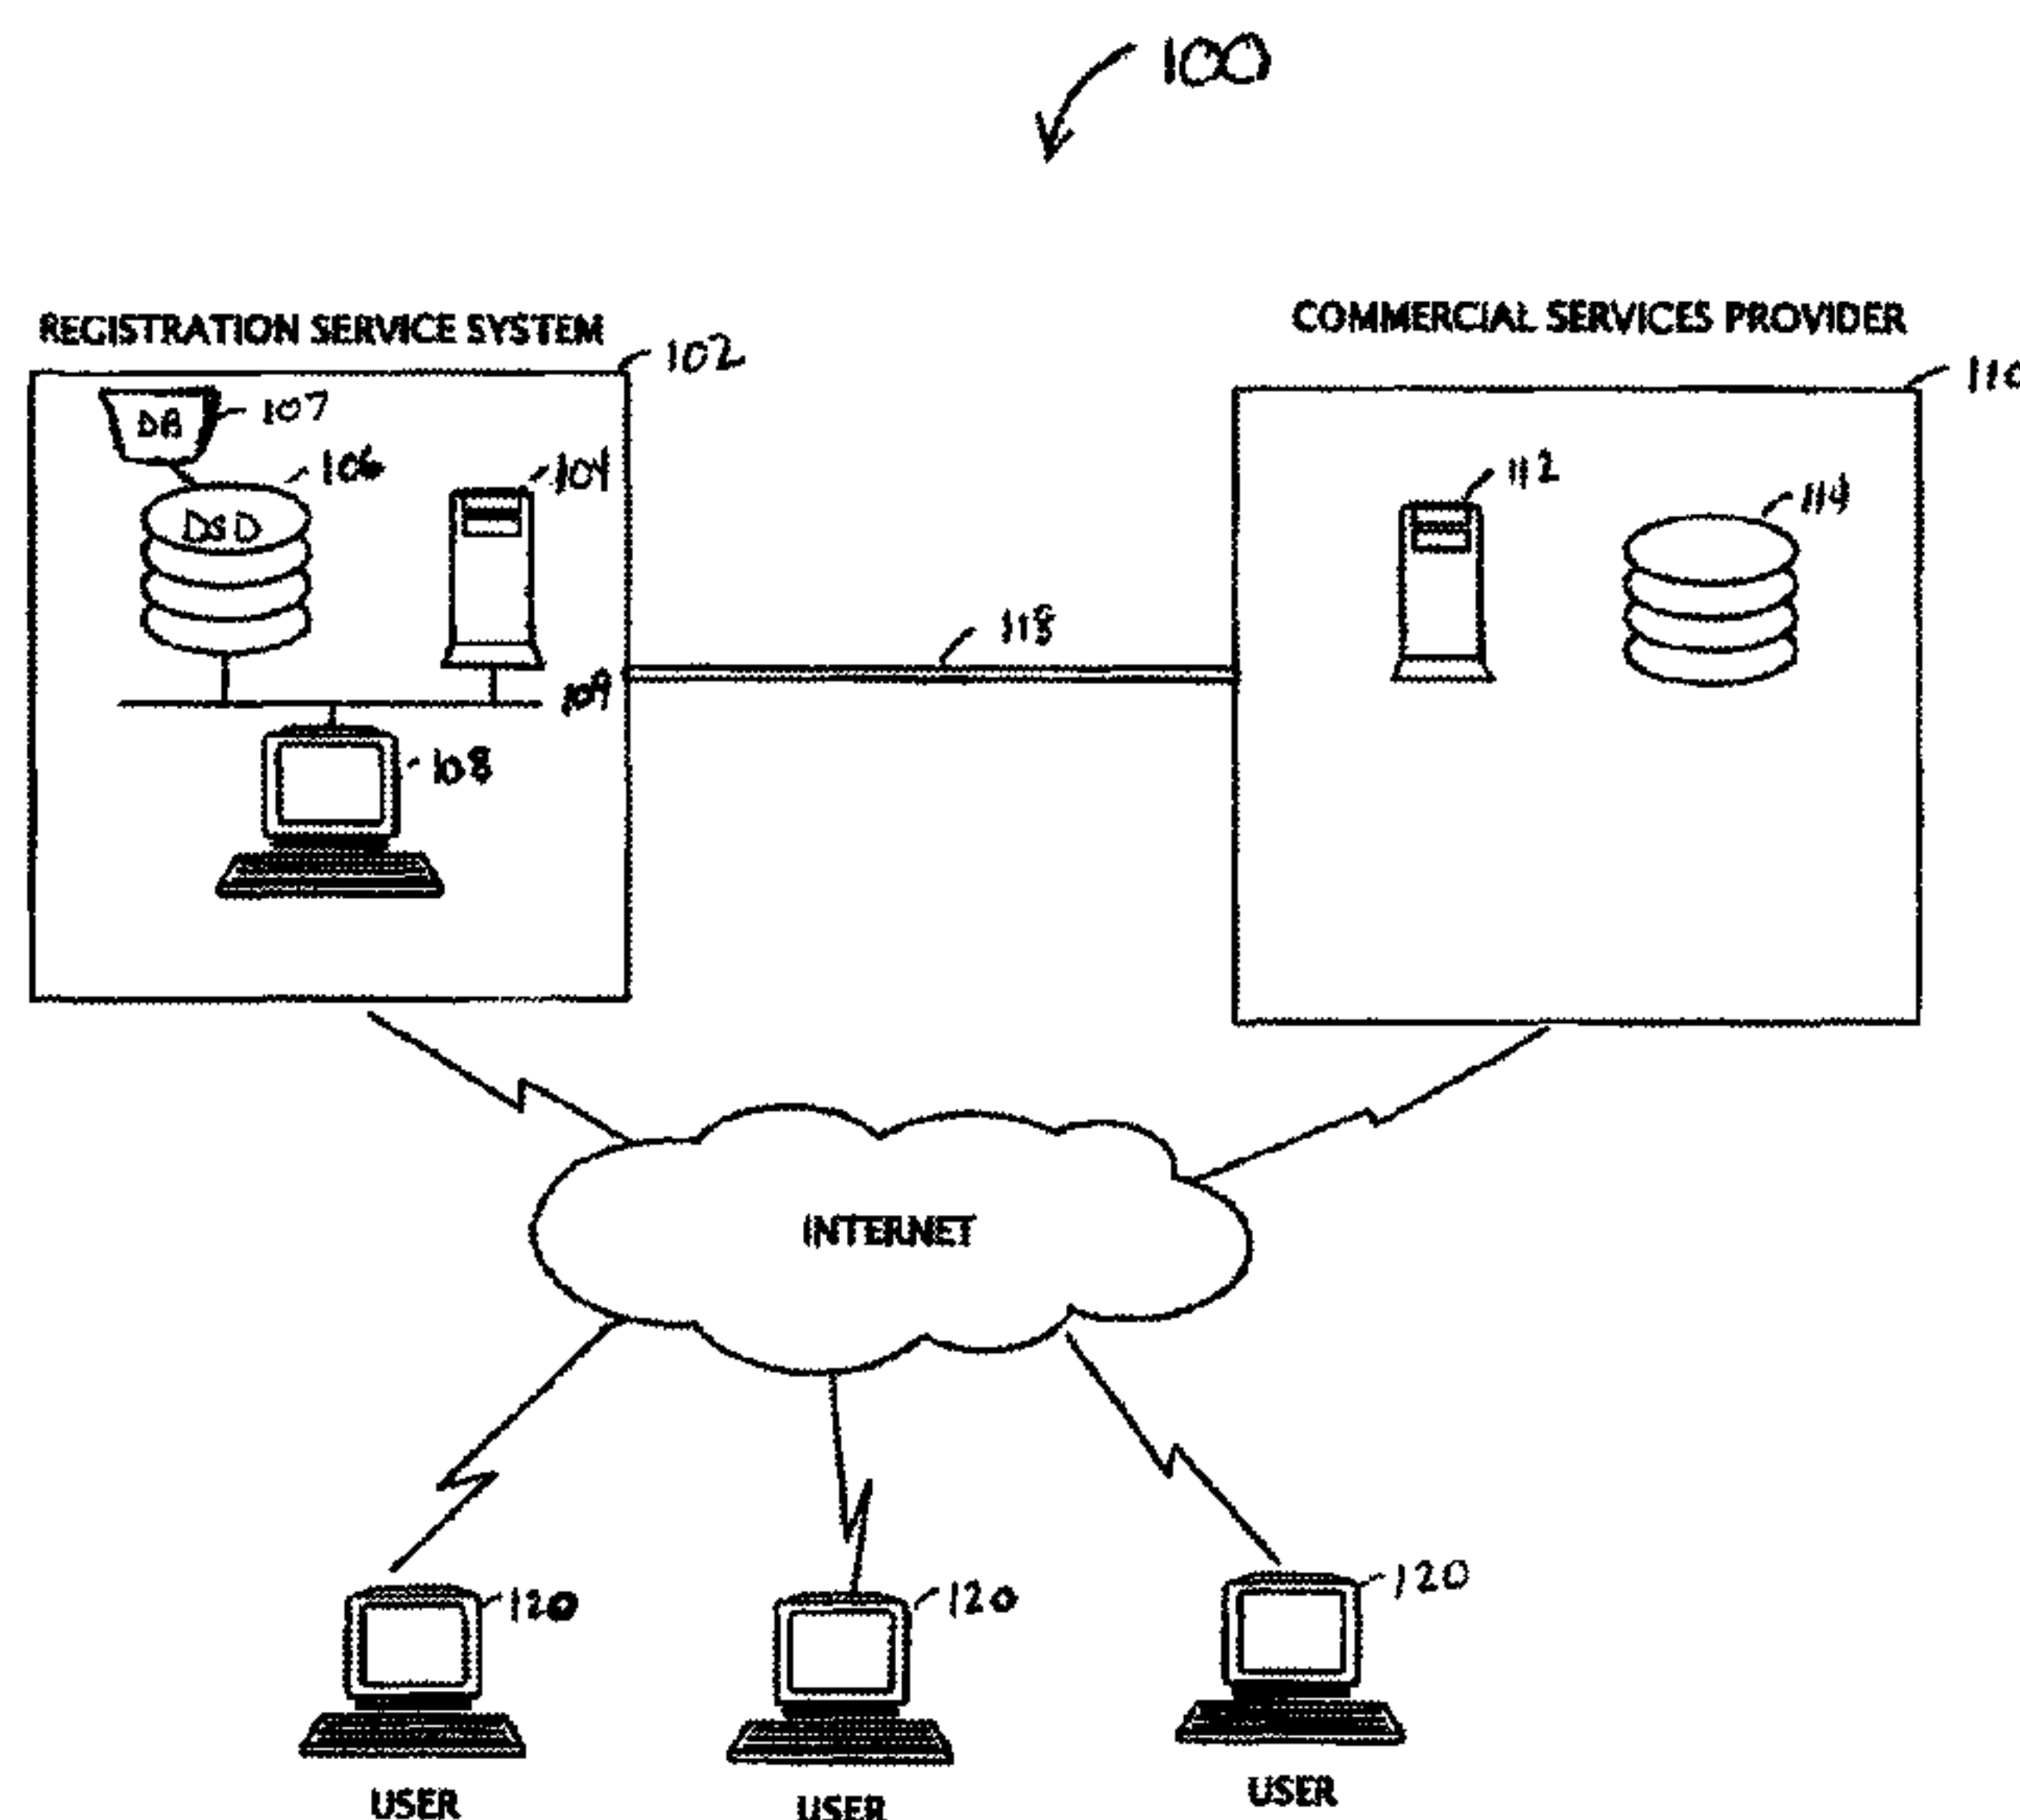 100
REGISTRATION SERVICE SYSTEM
COMMERCIAL SERVICES PROVIDER
102
110
DB
107
106
DSD
112
114
118
109
108
INTERNET
120
120
120
USER
USER
USER